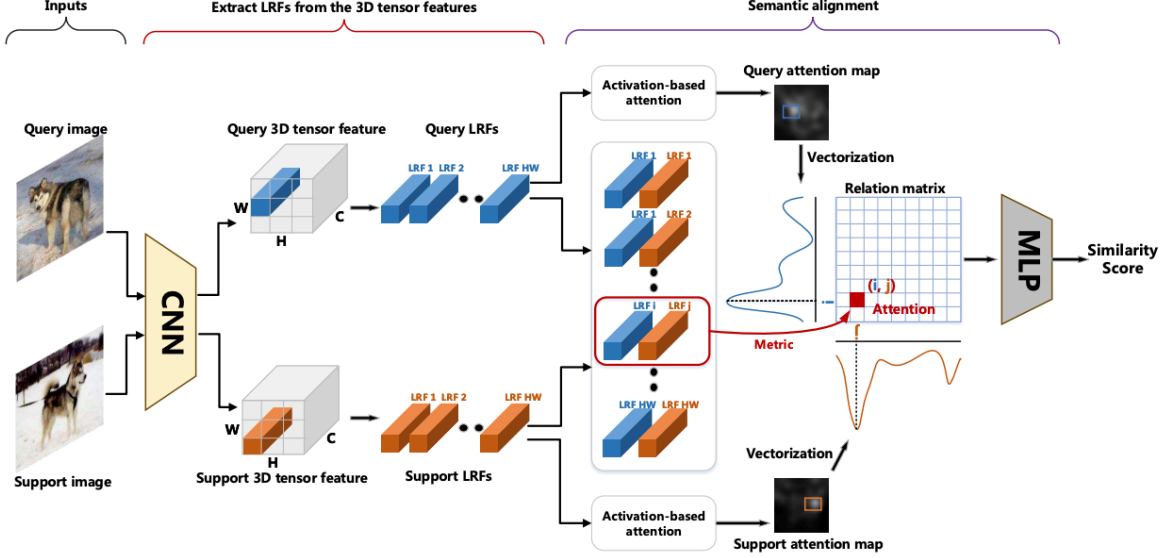 Inputs
Extract LRFs from the 3D tensor features
Semantic alignment
Query image
Query 3D tensor feature
Query LRFs
Activation-based
attention
Query attention map
LRF 1 LRF 2 LRF HW
W
H
C
LRF 1 LRF 1
LRF 1 LRF 2
LRF i LRF j
LRF HW LRF HW
Vectorization
Relation matrix
(i, j)
Attention
i
j
Metric
CNN
MLP
Similarity
Score
LRF 1 LRF 2 LRF HW
W
H
C
Support image
Support 3D tensor feature
Support LRFs
Activation-based
attention
Vectorization
Support attention map